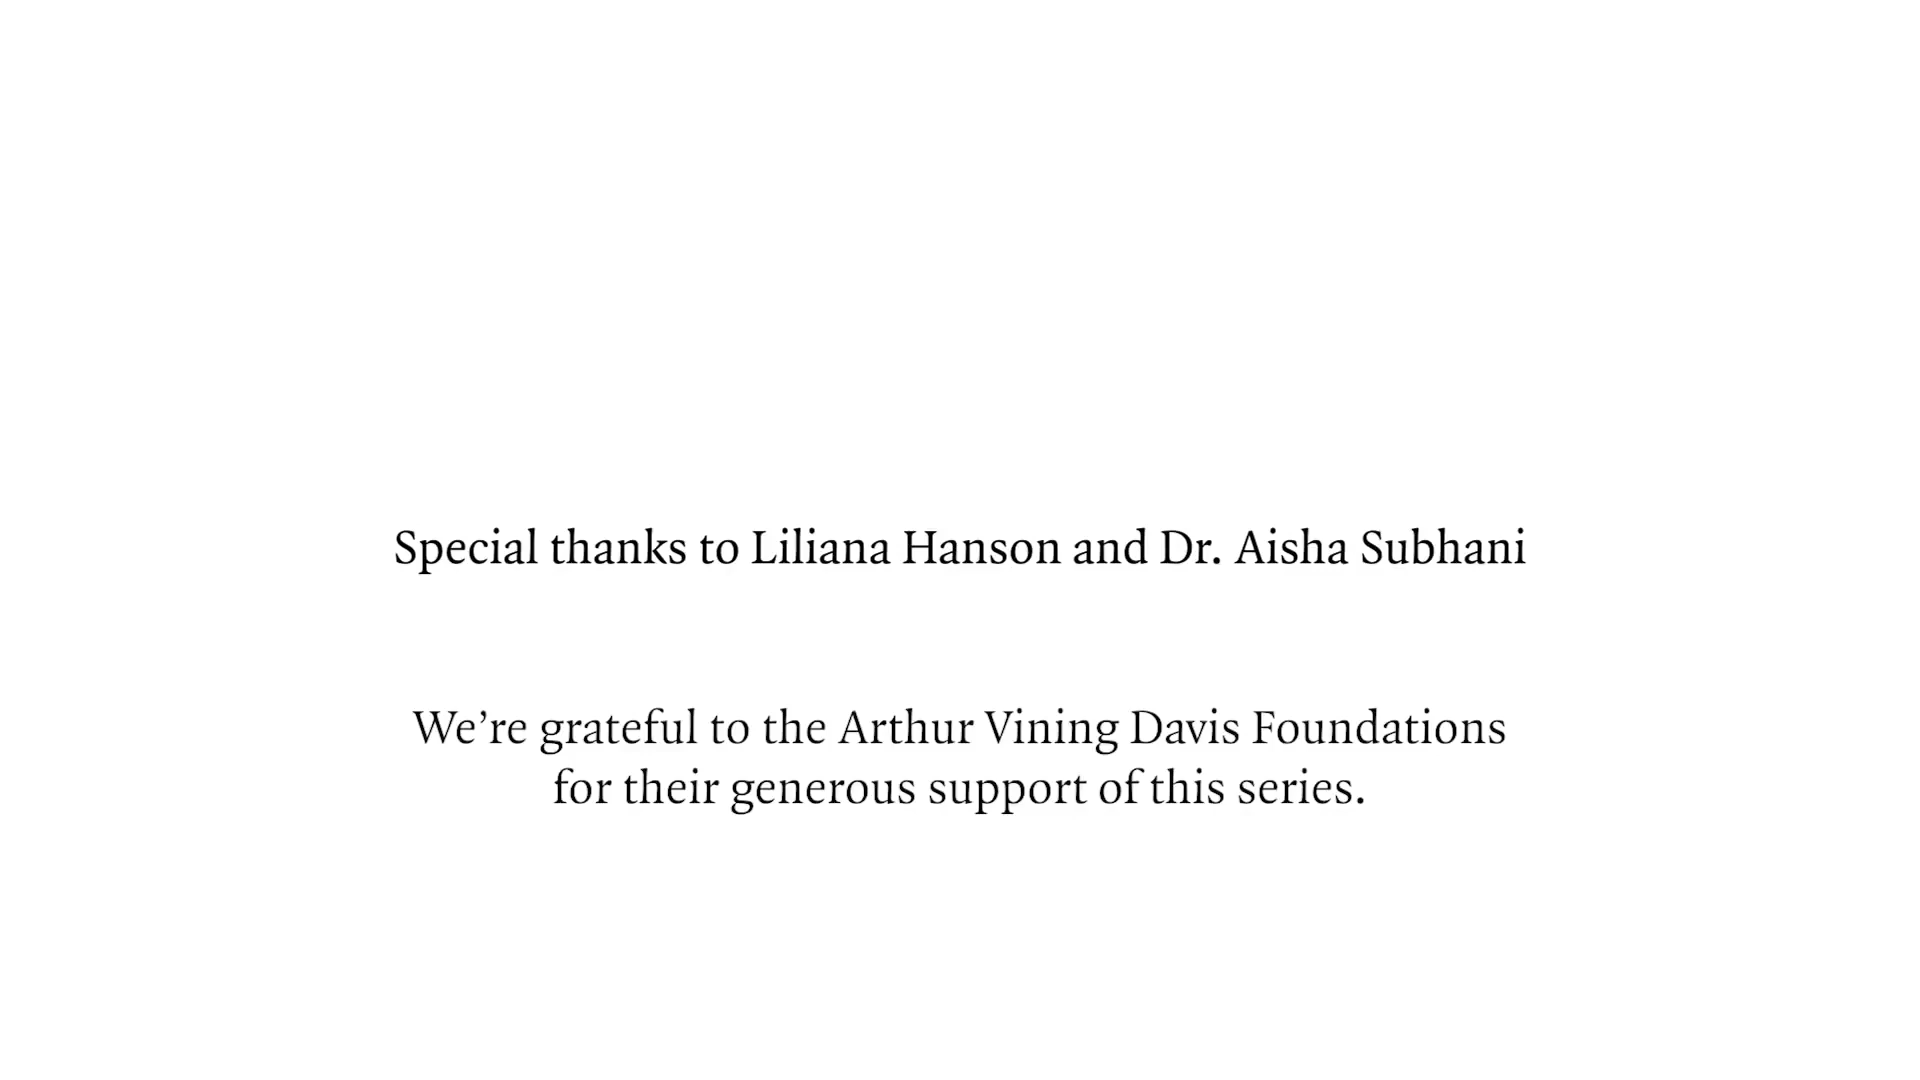 Special thanks to Liliana Hanson and Dr. Aisha Subhani
We’re grateful to the Arthur Vining Davis Foundations
for their generous support of this series.